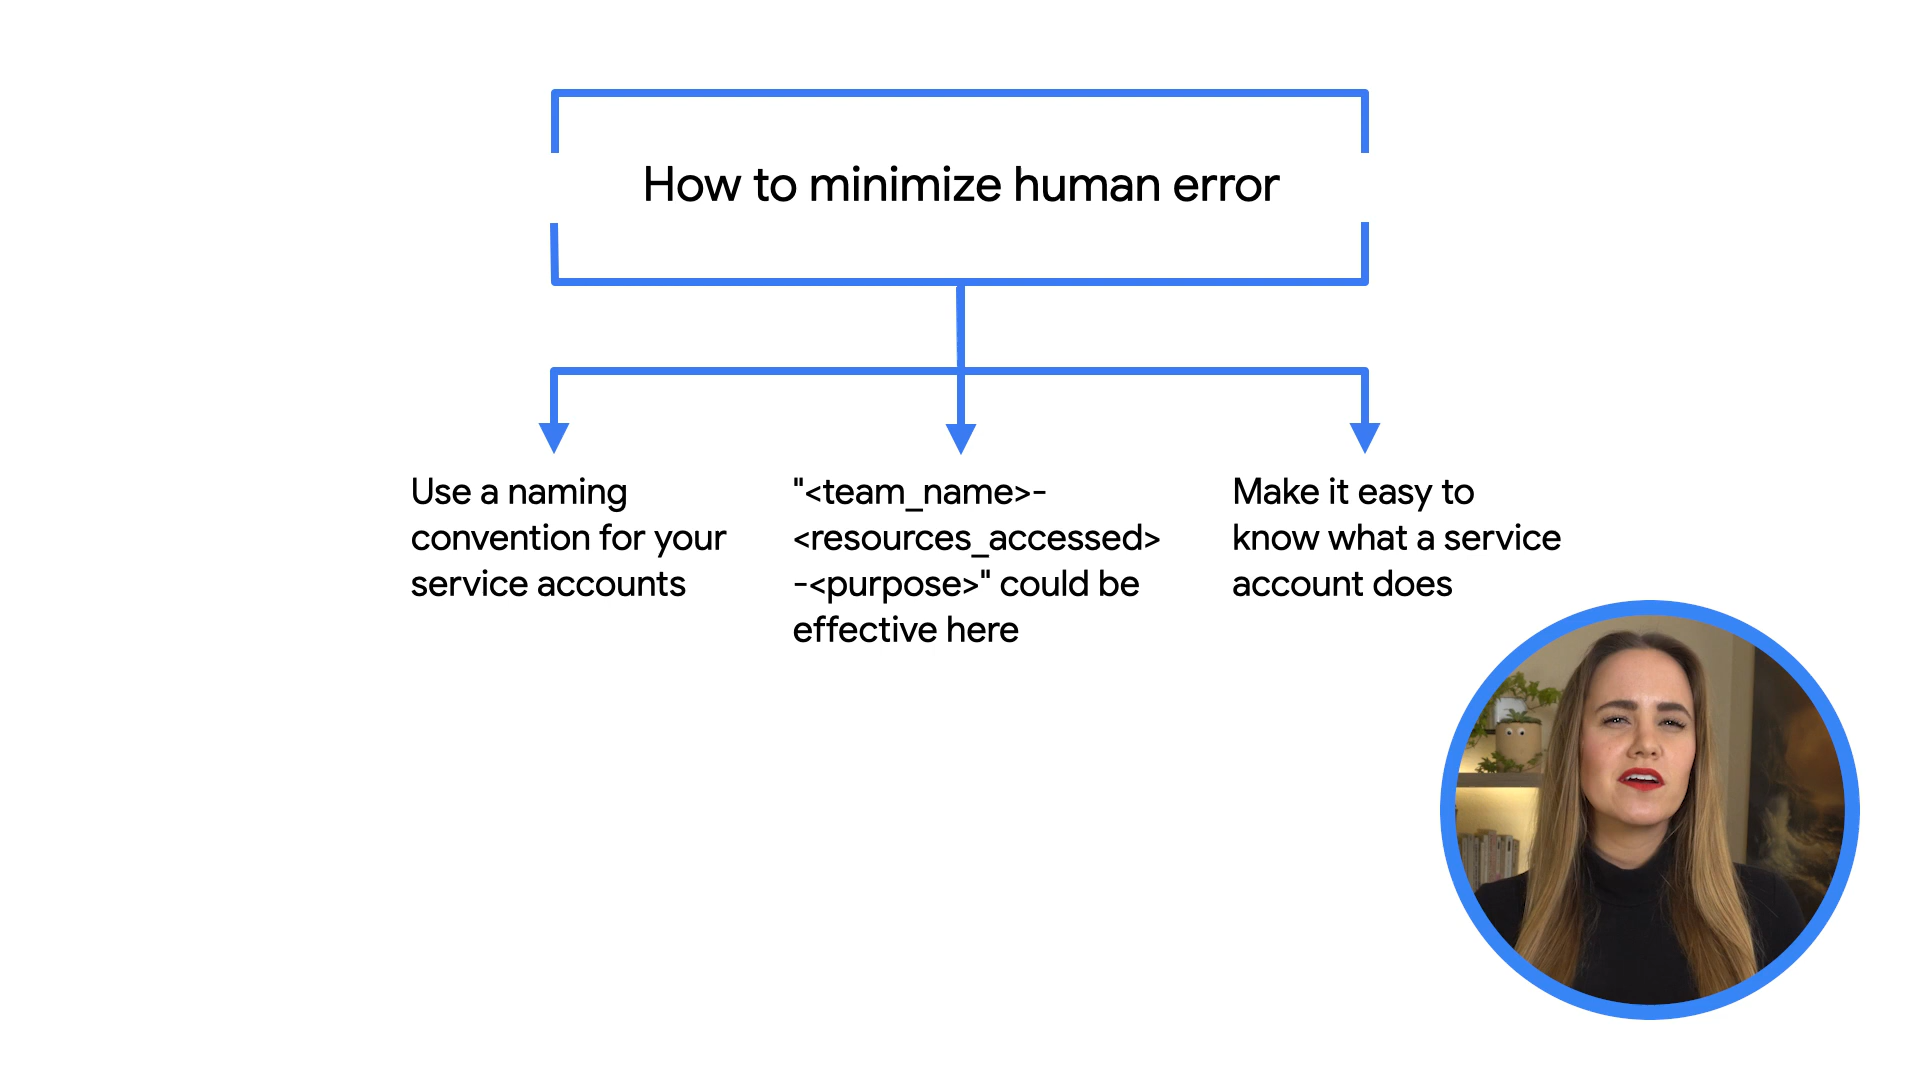 How to minimize human error
Use a naming
convention for your
service accounts
"<team_name>-
<resources_accessed>
-<purpose>" could be
effective here
Make it easy to
know what a service
account does